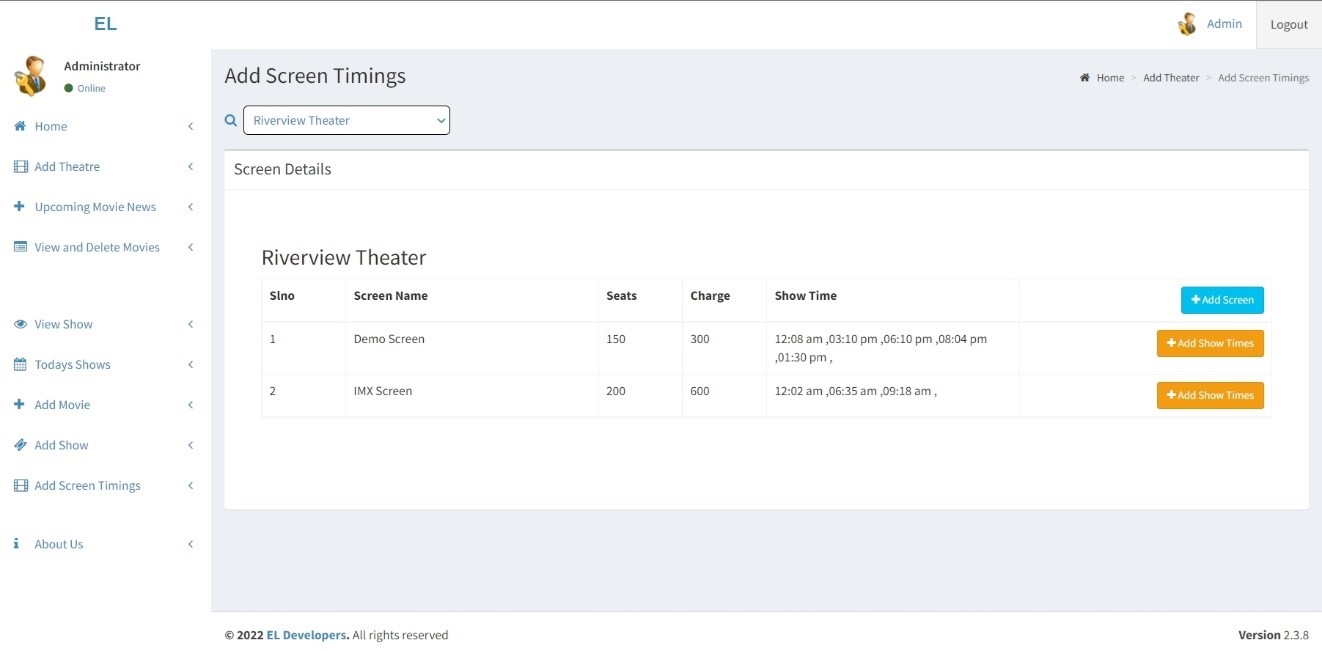 EL
Admin
Logout
Administrator
Online
Home
Add Theatre
Upcoming Movie News
View and Delete Movies
View Show
Todays Shows
Add Movie
Add Show
Add Screen Timings
About Us
Add Screen Timings
Home > Add Theater > Add Screen Timings
Riverview Theater
Screen Details
Riverview Theater
Slno Screen Name Seats Charge Show Time + Add Screen
1 Demo Screen 150 300 12:08 am ,03:10 pm ,06:10 pm ,08:04 pm + Add Show Times
,01:30 pm ,
2 IMX Screen 200 600 12:02 am ,06:35 am ,09:18 am , + Add Show Times
© 2022 EL Developers. All rights reserved
Version 2.3.8